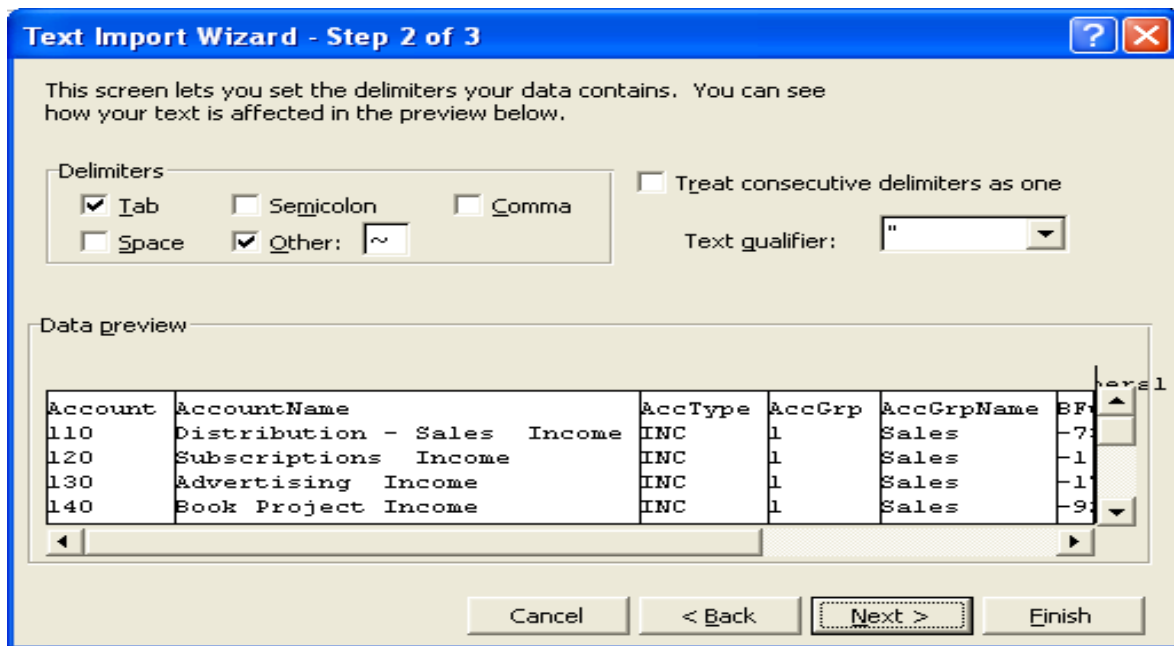 Text Import Wizard - Step 2 of 3
This screen lets you set the delimiters your data contains. You can see
how your text is affected in the preview below.
Delimiters
Tab Semicolon Comma
Space Other: ~
Treat consecutive delimiters as one
Text qualifier: "
Data preview
Account AccountName AccType AccGrp AccGrpName
110 Distribution - Sales Income INC 1 Sales
120 Subscriptions Income INC 1 Sales
130 Advertising Income INC 1 Sales
140 Book Project Income INC 1 Sales
Cancel < Back Next > Finish